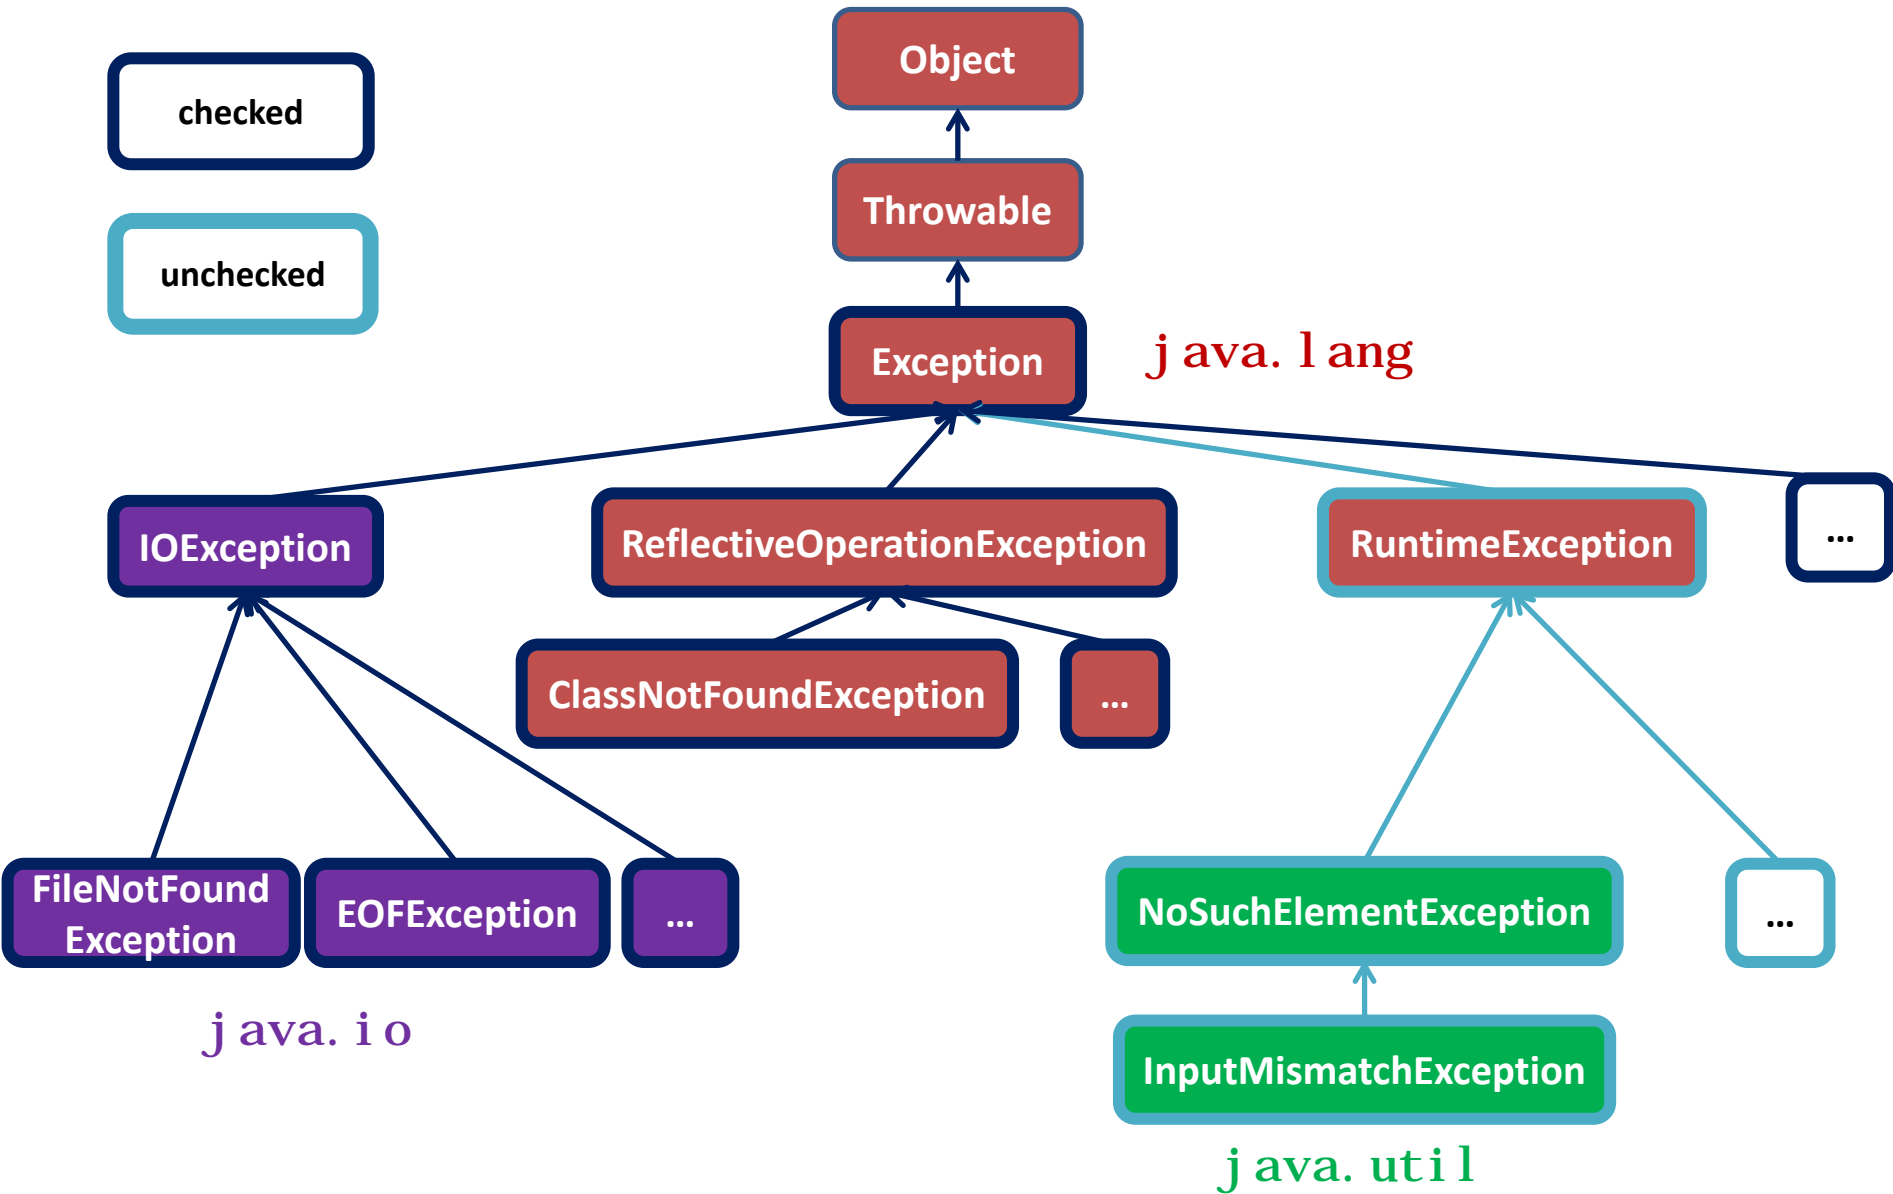 Object
checked
Throwable
unchecked
Exception
java.lang
IOException
ReflectiveOperationException
RuntimeException
...
ClassNotFoundException
...
FileNotFound
Exception
EOFException
...
NoSuchElementException
...
java.io
InputMismatchException
java.util